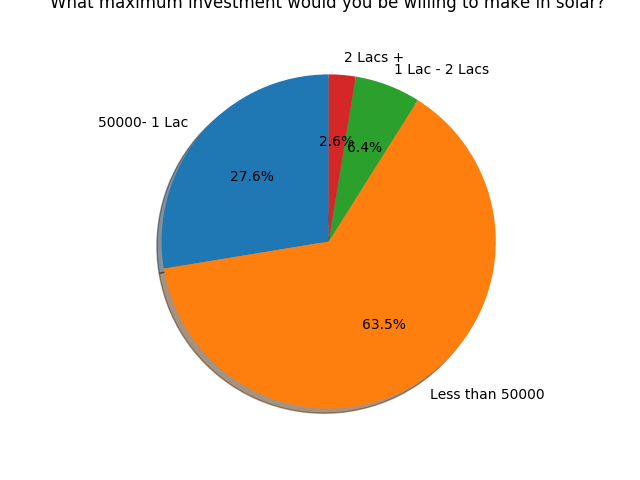 What maximum investment would you be willing to make in solar?
2 Lacs +
1 Lac - 2 Lacs
50000- 1 Lac
2.6%
6.4%
27.6%
63.5%
Less than 50000